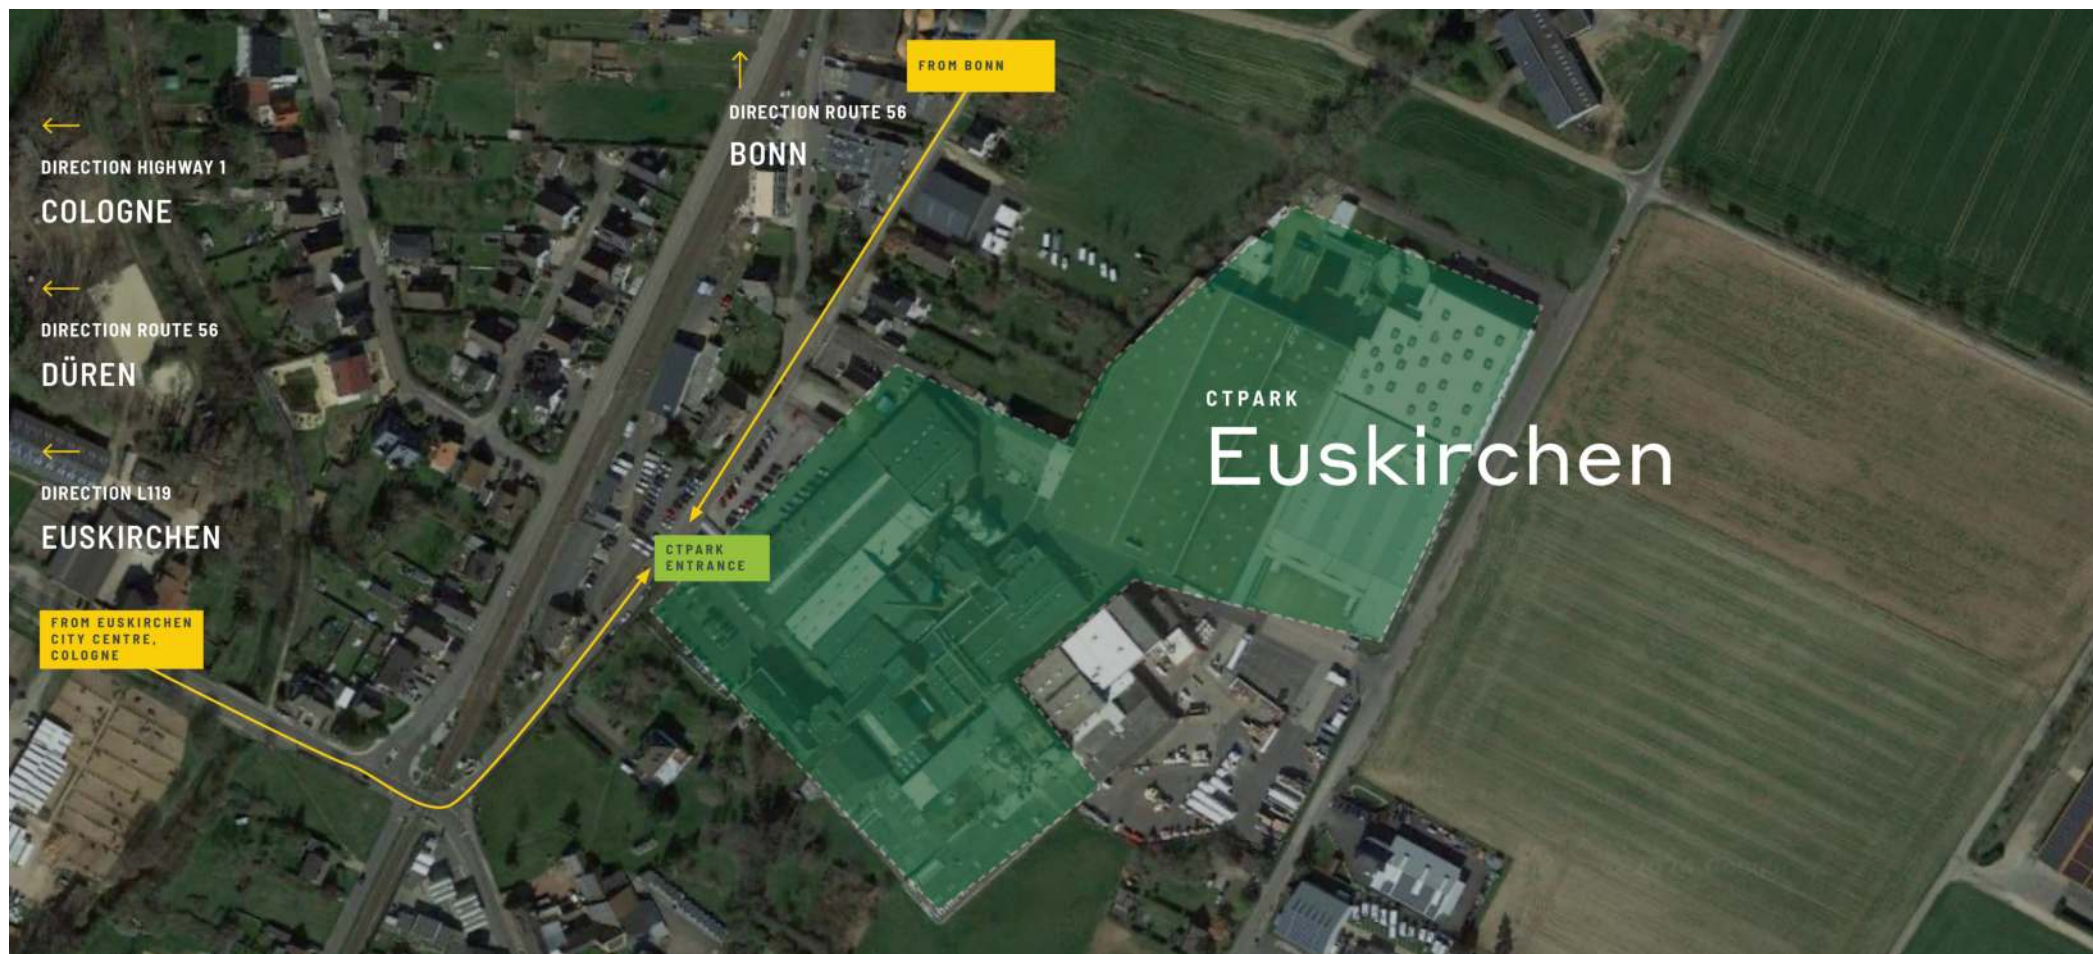 FROM BONN
DIRECTION ROUTE 56
BONN
DIRECTION HIGHWAY 1
COLOGNE
DIRECTION ROUTE 56
DÜREN
CTPARK
Euskirchen
DIRECTION L119
EUSKIRCHEN
CTPARK
ENTRANCE
FROM EUSKIRCHEN
CITY CENTRE,
COLOGNE